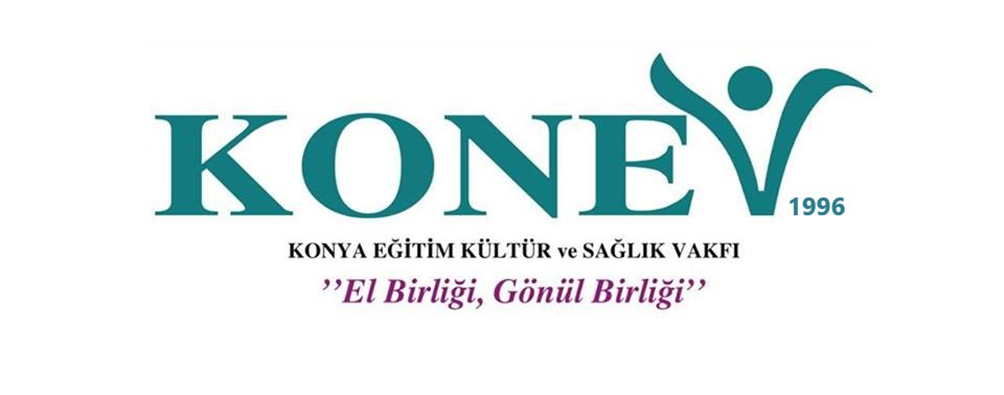 KONEV
1996
KONYA EĞİTİM KÜLTÜR ve SAĞLIK VAKFI
’’El Birliği, Gönül Birliği’’